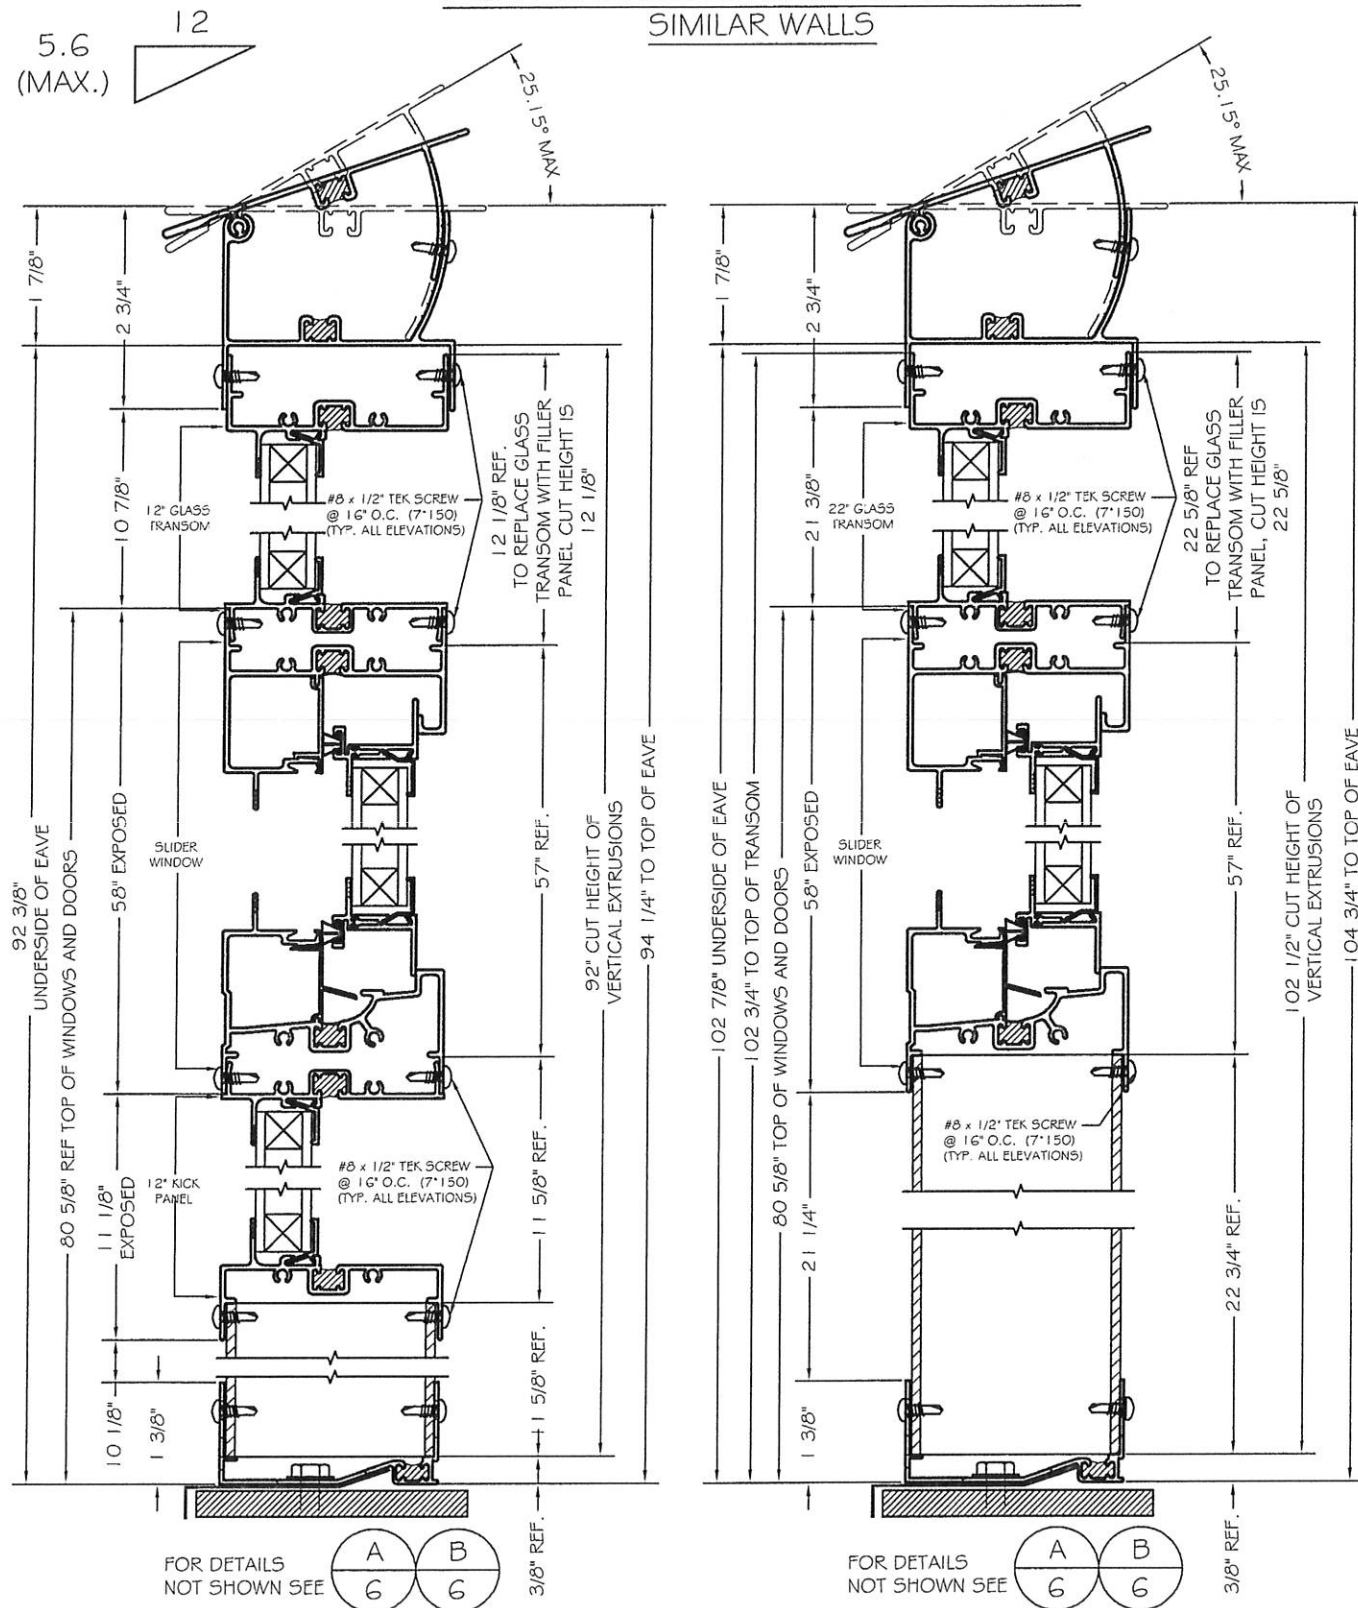 SIMILAR WALLS
12
5.6
(MAX.)
25.15° MAX
1 7/8"
2 3/4"
10 7/8"
12" GLASS
TRANSOM
#8 x 1/2" TEK SCREW
@ 16" O.C. (7*150)
(TYP. ALL ELEVATIONS)
12 1/8" REF.
TO REPLACE GLASS
TRANSOM WITH FILLER
PANEL CUT HEIGHT IS
12 1/8"
92 3/8"
UNDERSIDE OF EAVE
80 5/8" REF TOP OF WINDOWS AND DOORS
58" EXPOSED
SLIDER
WINDOW
57" REF.
92" CUT HEIGHT OF
VERTICAL EXTRUSIONS
94 1/4" TO TOP OF EAVE
11 1/8"
EXPOSED
12" KICK
PANEL
#8 x 1/2" TEK SCREW
@ 16" O.C. (7*150)
(TYP. ALL ELEVATIONS)
11 5/8" REF.
10 1/8"
1 3/8"
11 5/8" REF.
3/8" REF.
FOR DETAILS
NOT SHOWN SEE
A
6
B
6
25.15° MAX
1 7/8"
2 3/4"
21 3/8"
22" GLASS
TRANSOM
#8 x 1/2" TEK SCREW
@ 16" O.C. (7*150)
(TYP. ALL ELEVATIONS)
22 5/8" REF
TO REPLACE GLASS
TRANSOM WITH FILLER
PANEL, CUT HEIGHT IS
22 5/8"
102 7/8" UNDERSIDE OF EAVE
102 3/4" TO TOP OF TRANSOM
80 5/8" TOP OF WINDOWS AND DOORS
58" EXPOSED
SLIDER
WINDOW
57" REF.
102 1/2" CUT HEIGHT OF
VERTICAL EXTRUSIONS
104 3/4" TO TOP OF EAVE
#8 x 1/2" TEK SCREW
@ 16" O.C. (7*150)
(TYP. ALL ELEVATIONS)
21 1/4"
22 3/4" REF.
1 3/8"
3/8" REF.
FOR DETAILS
NOT SHOWN SEE
A
6
B
6